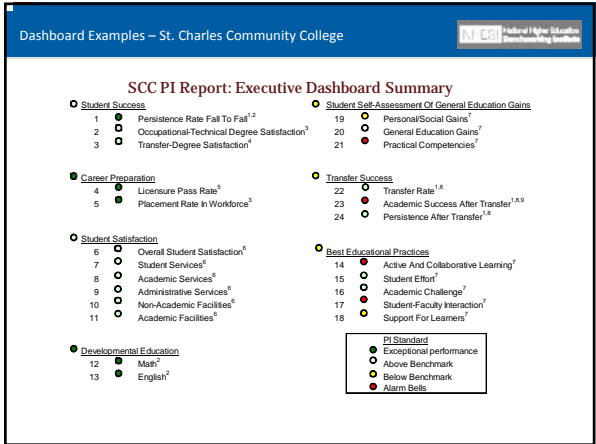 Dashboard Examples – St. Charles Community College
NHEBI National Higher Education
Benchmarking Institute
SCC PI Report: Executive Dashboard Summary
Student Success
1 Persistence Rate Fall To Fall1,2
2 Occupational-Technical Degree Satisfaction3
3 Transfer-Degree Satisfaction4
Career Preparation
4 Licensure Pass Rate5
5 Placement Rate In Workforce3
Student Satisfaction
6 Overall Student Satisfaction6
7 Student Services6
8 Academic Services6
9 Administrative Services6
10 Non-Academic Facilities6
11 Academic Facilities6
Developmental Education
12 Math2
13 English2
Student Self-Assessment Of General Education Gains
19 Personal/Social Gains7
20 General Education Gains7
21 Practical Competencies7
Transfer Success
22 Transfer Rate1,8
23 Academic Success After Transfer1,8,9
24 Persistence After Transfer1,8
Best Educational Practices
14 Active And Collaborative Learning7
15 Student Effort7
16 Academic Challenge7
17 Student-Faculty Interaction7
18 Support For Learners7
PI Standard
Exceptional performance
Above Benchmark
Below Benchmark
Alarm Bells